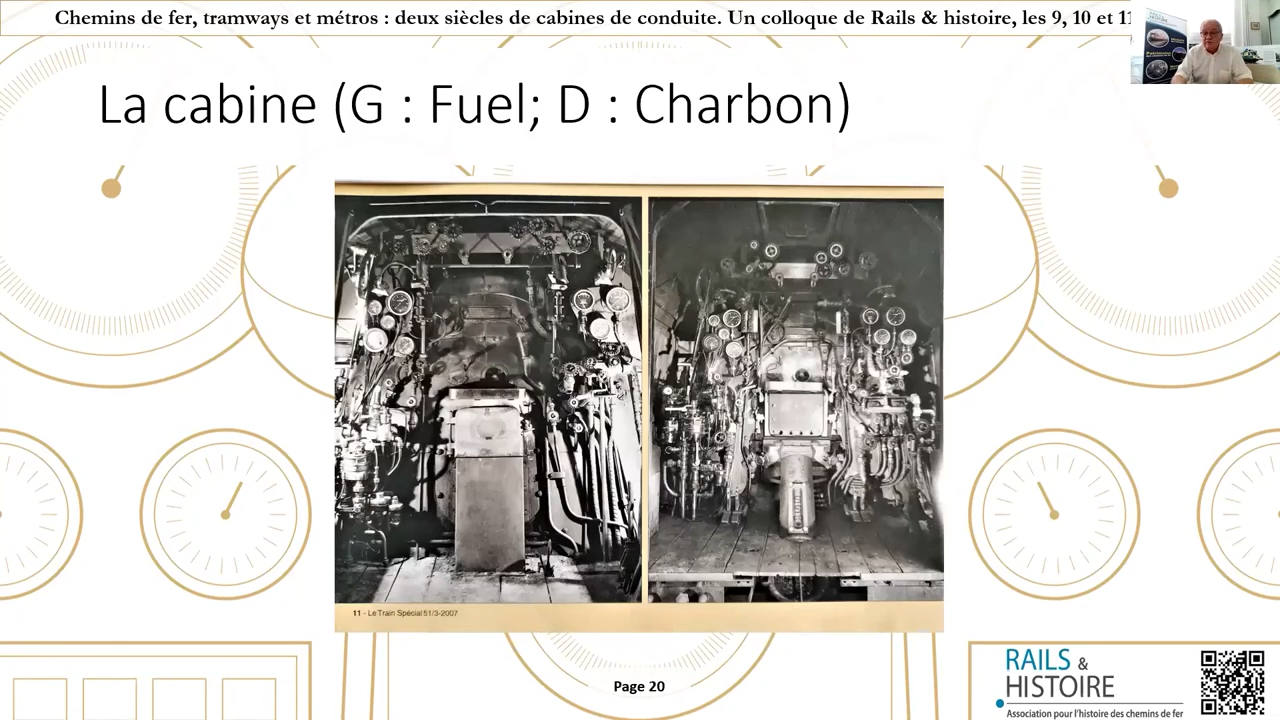 Chemins de fer, tramways et métros : deux siècles de cabines de conduite. Un colloque de Rails & histoire, les 9, 10 et 11
La cabine (G : Fuel; D : Charbon)
11 - Le Train Spécial 51/3-2007
Page 20
RAILS &
HISTOIRE
Association pour l'histoire des chemins de fer